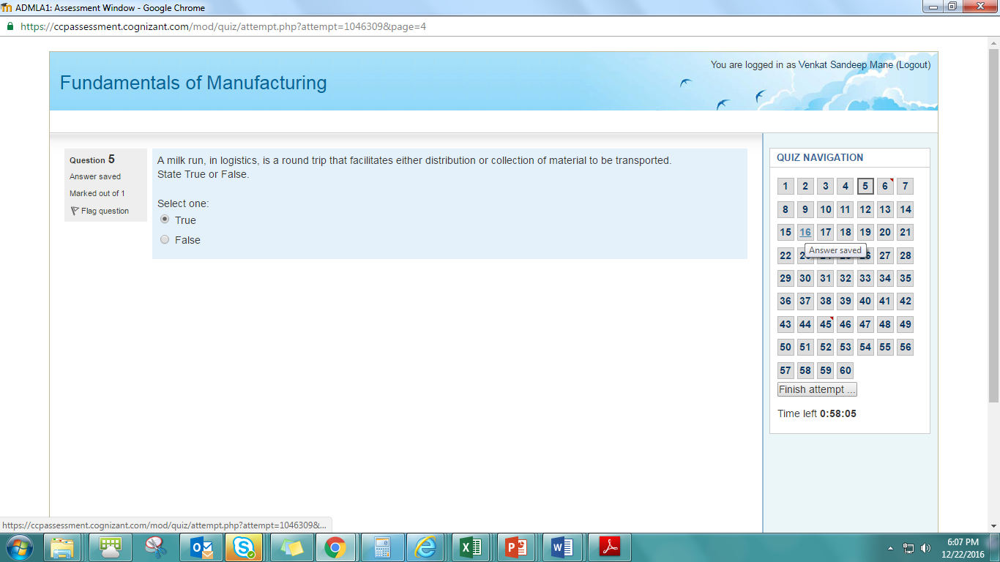 ADMLA1: Assessment Window - Google Chrome
https://ccpassessment.cognizant.com/mod/quiz/attempt.php?attempt=1046309&page=4
You are logged in as Venkat Sandeep Mane (Logout)
Fundamentals of Manufacturing
Question 5
Answer saved
Marked out of 1
Flag question
A milk run, in logistics, is a round trip that facilitates either distribution or collection of material to be transported.
State True or False.
Select one:
True
False
QUIZ NAVIGATION
1 2 3 4 5 6 7
8 9 10 11 12 13 14
15 16 17 18 19 20 21
Answer saved
22 27 28
29 30 31 32 33 34 35
36 37 38 39 40 41 42
43 44 45 46 47 48 49
50 51 52 53 54 55 56
57 58 59 60
Finish attempt ...
Time left 0:58:05
https://ccpassessment.cognizant.com/mod/quiz/attempt.php?attempt=1046309&...
6:07 PM
12/22/2016